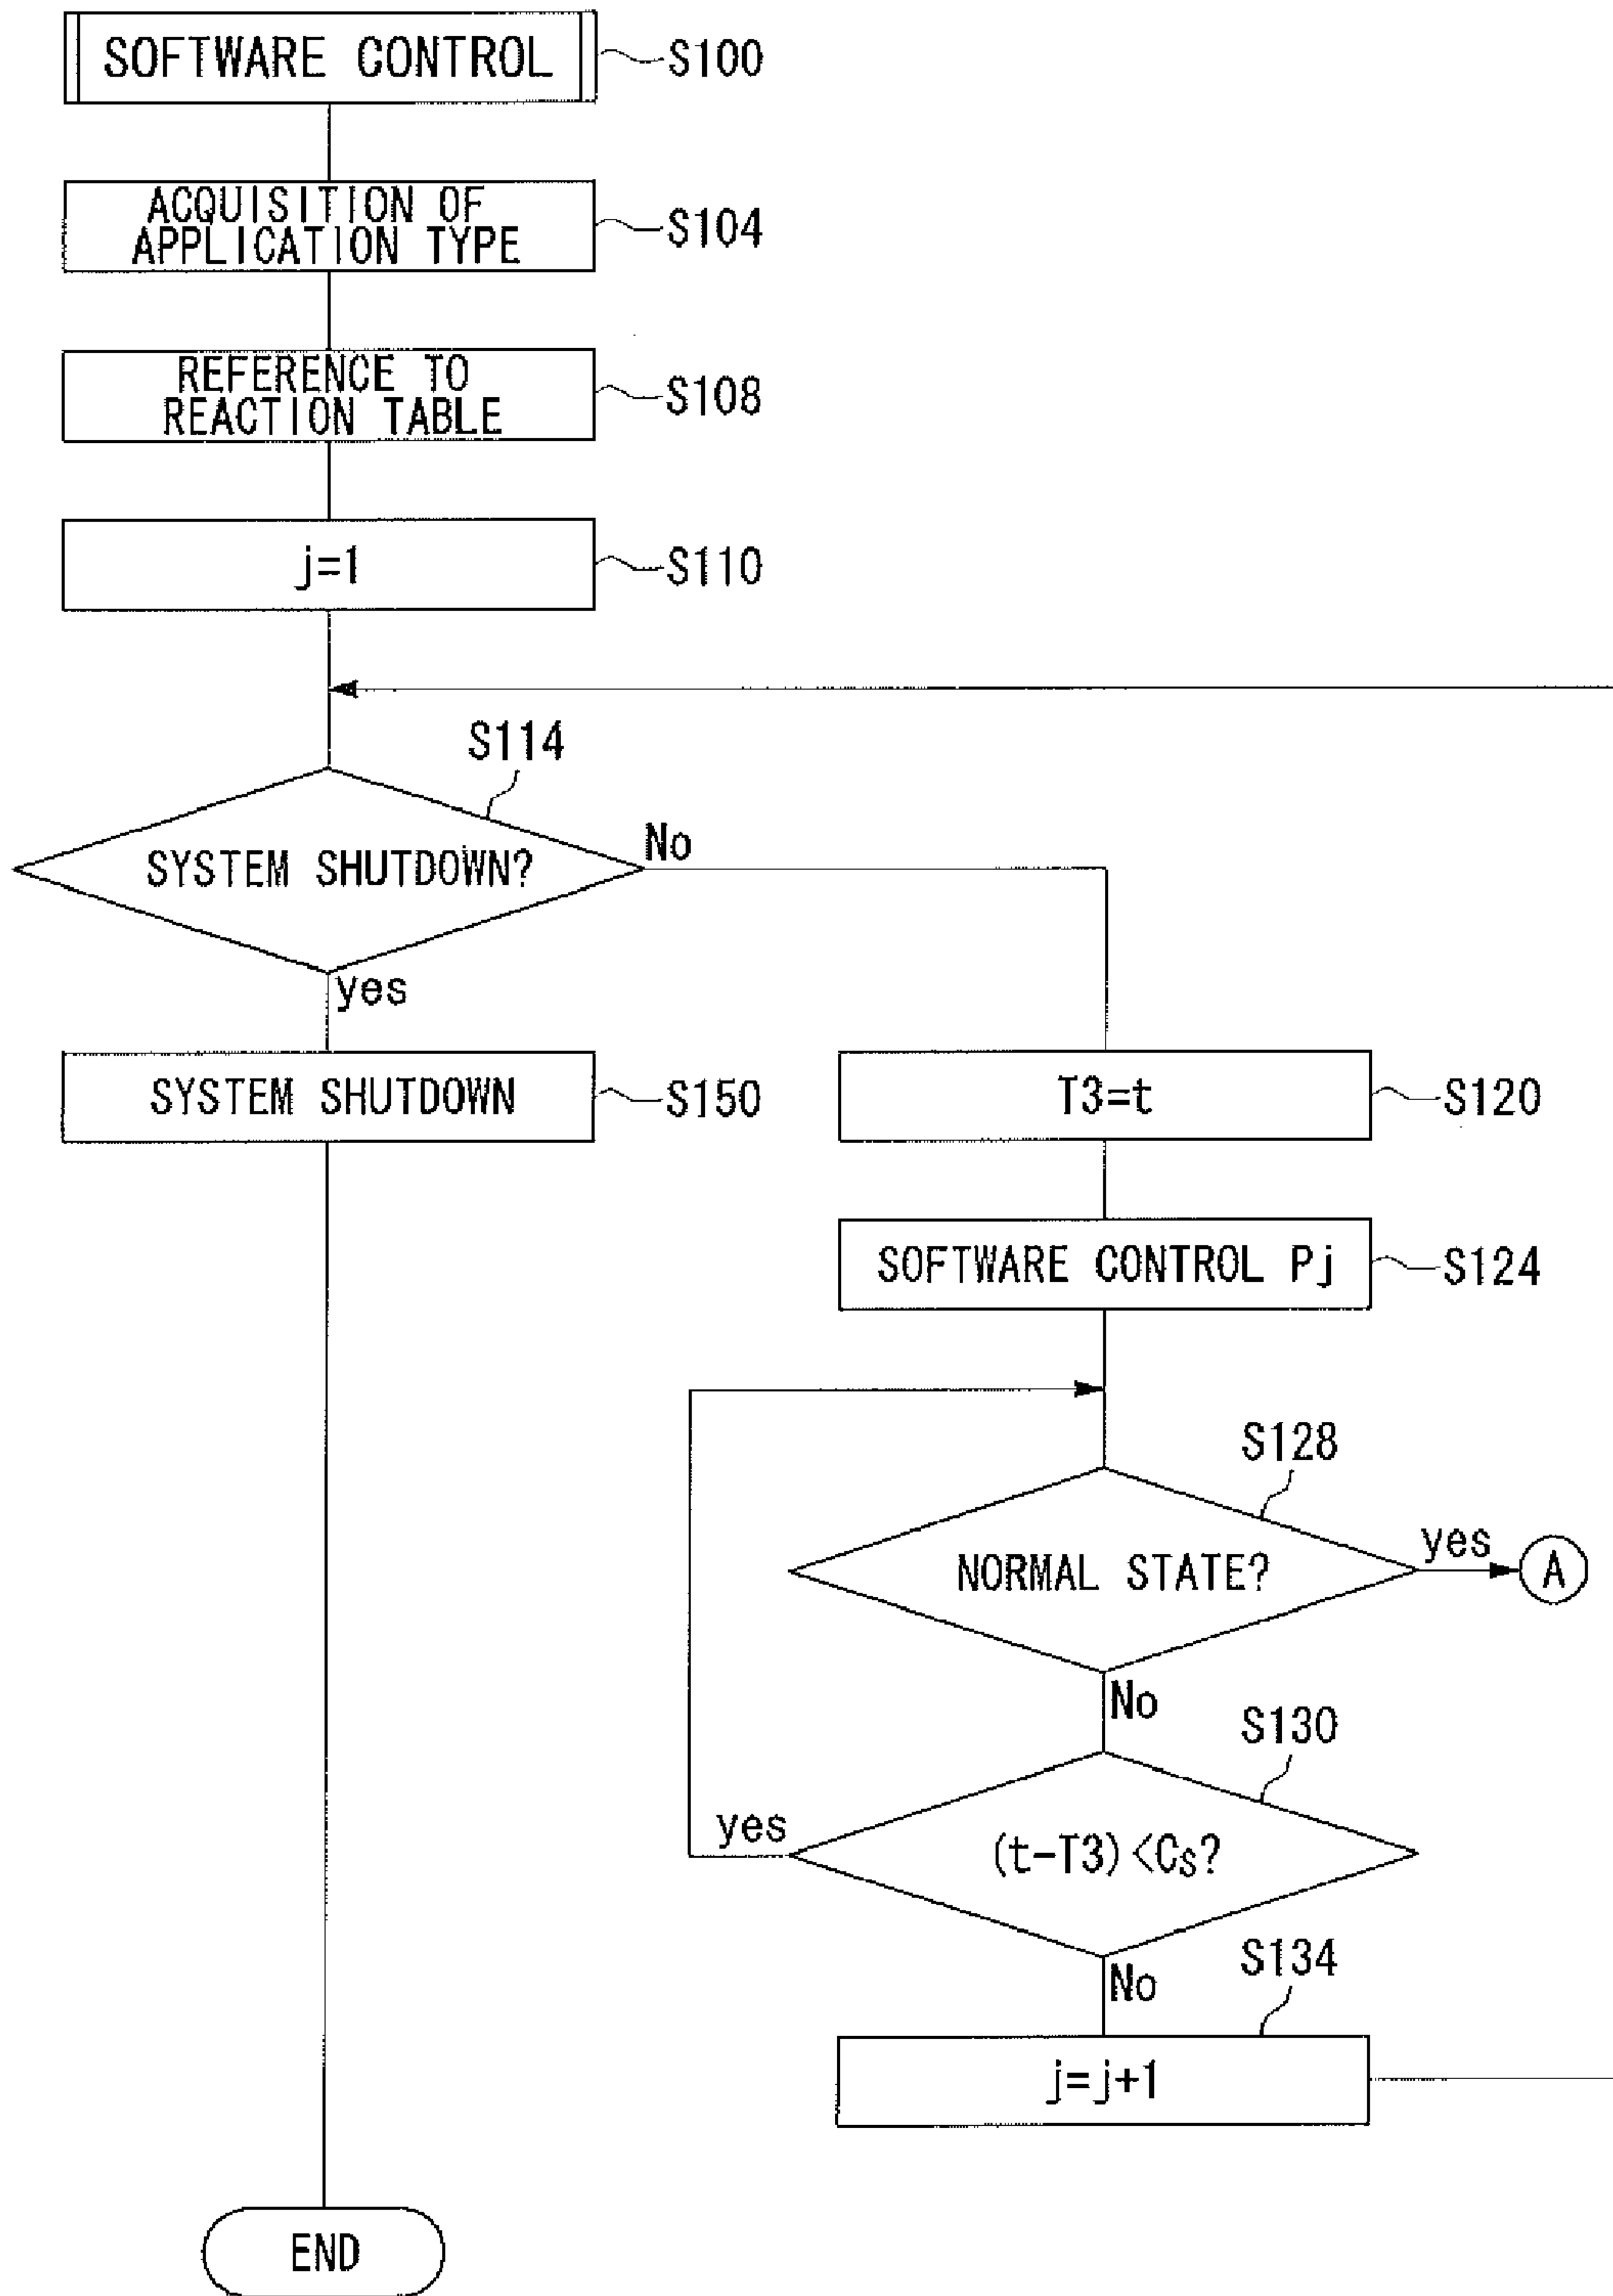 SOFTWARE CONTROL
S100
ACQUISITION OF
APPLICATION TYPE
S104
REFERENCE TO
REACTION TABLE
S108
j=1
S110
S114
SYSTEM SHUTDOWN?
No
yes
SYSTEM SHUTDOWN
S150
T3=t
S120
SOFTWARE CONTROL Pj
S124
S128
NORMAL STATE?
yes
A
No
S130
yes
(t-T3)<Cs?
No
S134
j=j+1
END